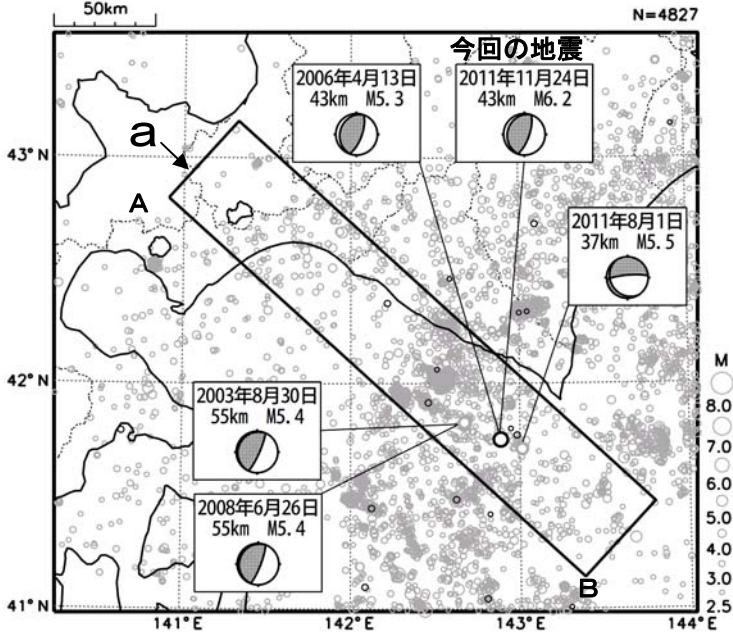 50km
N=4827
今回の地震
2006年4月13日
43km M5.3
2011年11月24日
43km M6.2
a
43°N
A
2011年8月1日
37km M5.5
42°N
2003年8月30日
55km M5.4
2008年6月26日
55km M5.4
M
8.0
7.0
6.0
5.0
4.0
3.0
2.5
B
41°N
141°E
142°E
143°E
144°E